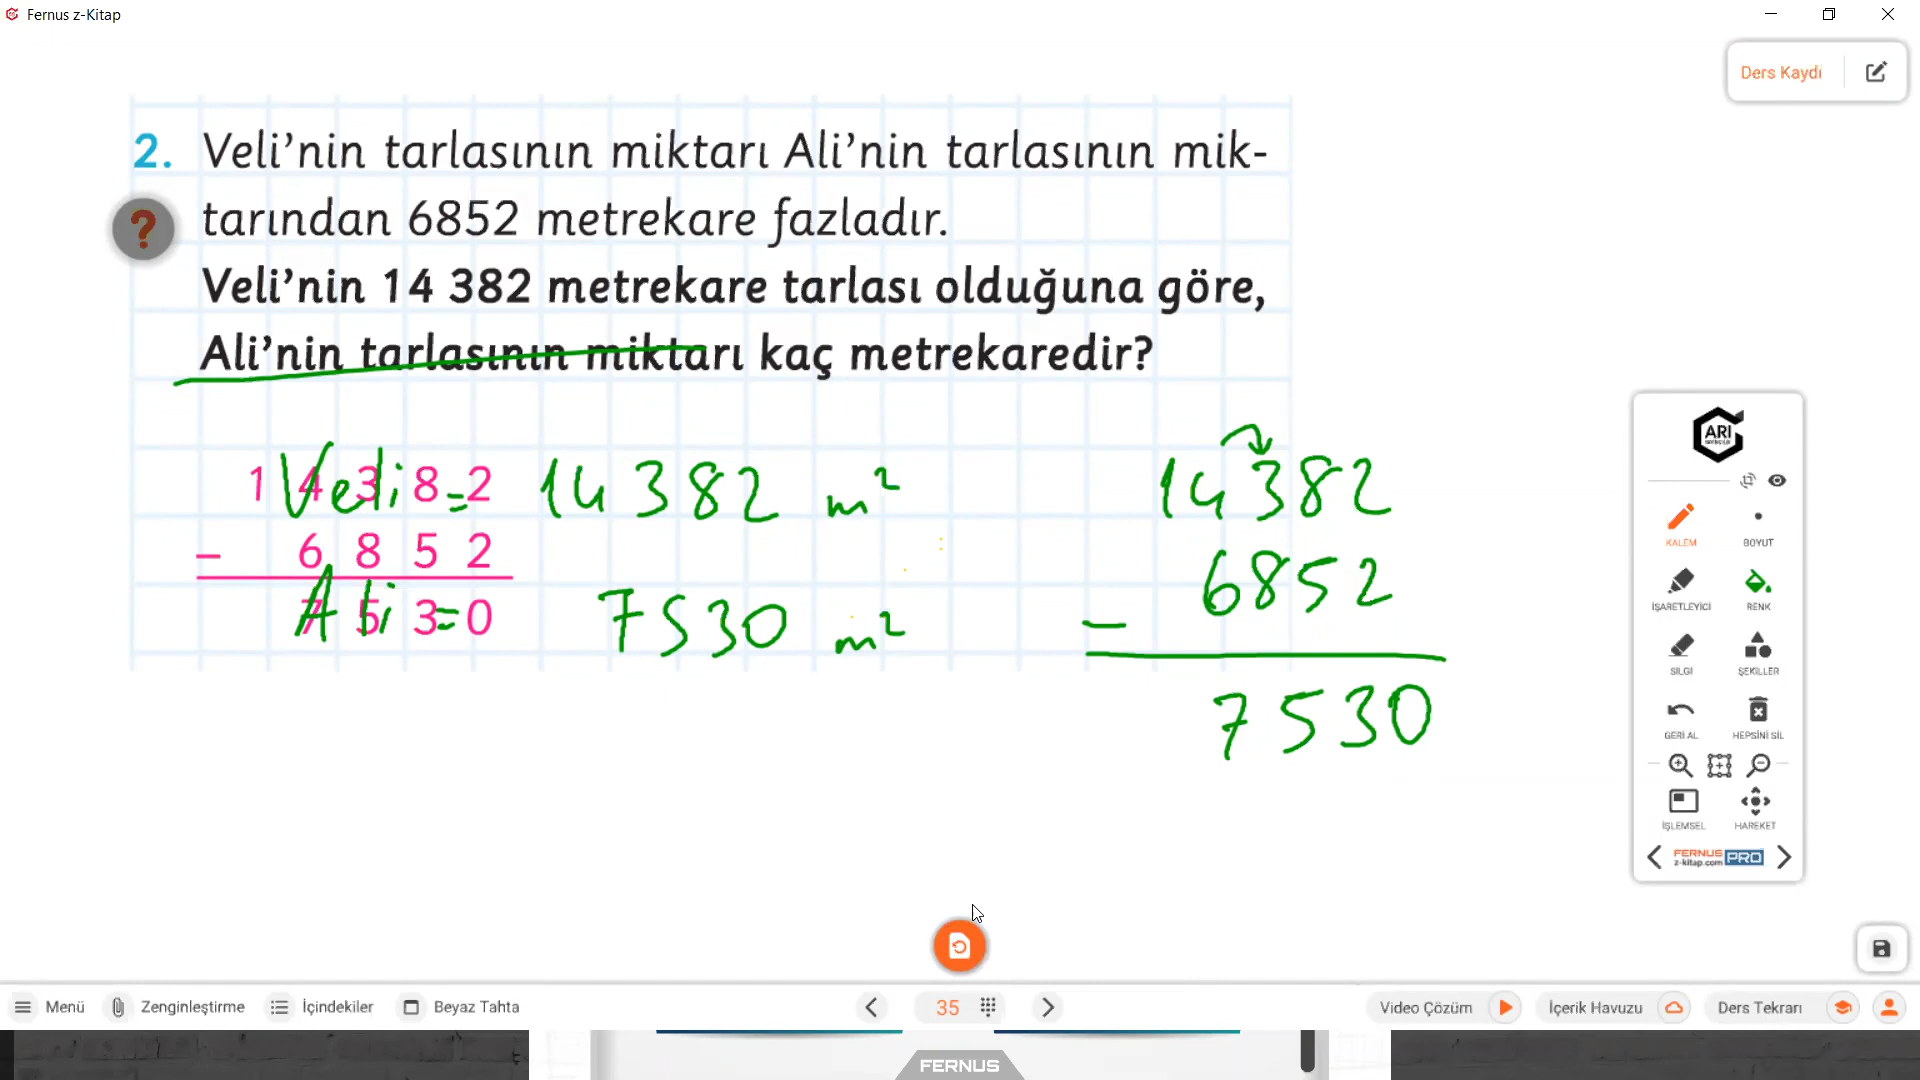 Fernus z-Kitap
Ders Kaydı
2. Veli’nin tarlasının miktarı Ali’nin tarlasının mik-
tarından 6852 metrekare fazladır.
?
Veli’nin 14 382 metrekare tarlası olduğuna göre,
Ali’nin tarlasının miktarı kaç metrekaredir?
1 4 3 8 2
- 6 8 5 2
7 5 3 0
Veli = 14 382 m²
Ali = 7530 m²
14382
- 6852
7530
ARI
KALEM
BOYUT
İŞARETLEYİCİ
RENK
SİLGİ
ŞEKİLLER
GERİ AL
HEPSİNİ SİL
İŞLEMSEL
HAREKET
FERNUS
z-kitap.com PRO
Menü
Zenginleştirme
İçindekiler
Beyaz Tahta
35
Video Çözüm
İçerik Havuzu
Ders Tekrarı
FERNUS